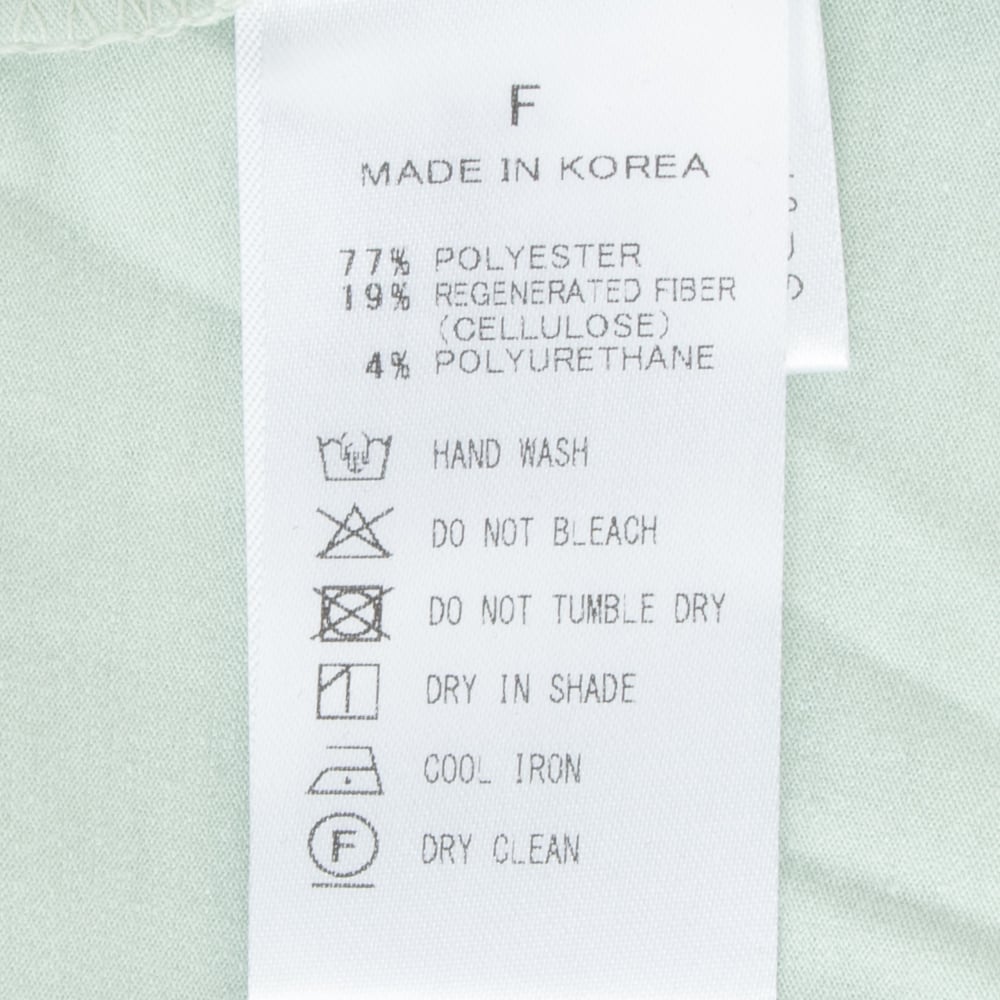 F
MADE IN KOREA
77% POLYESTER
19% REGENERATED FIBER
(CELLULOSE)
4% POLYURETHANE
HAND WASH
DO NOT BLEACH
DO NOT TUMBLE DRY
DRY IN SHADE
COOL IRON
F DRY CLEAN